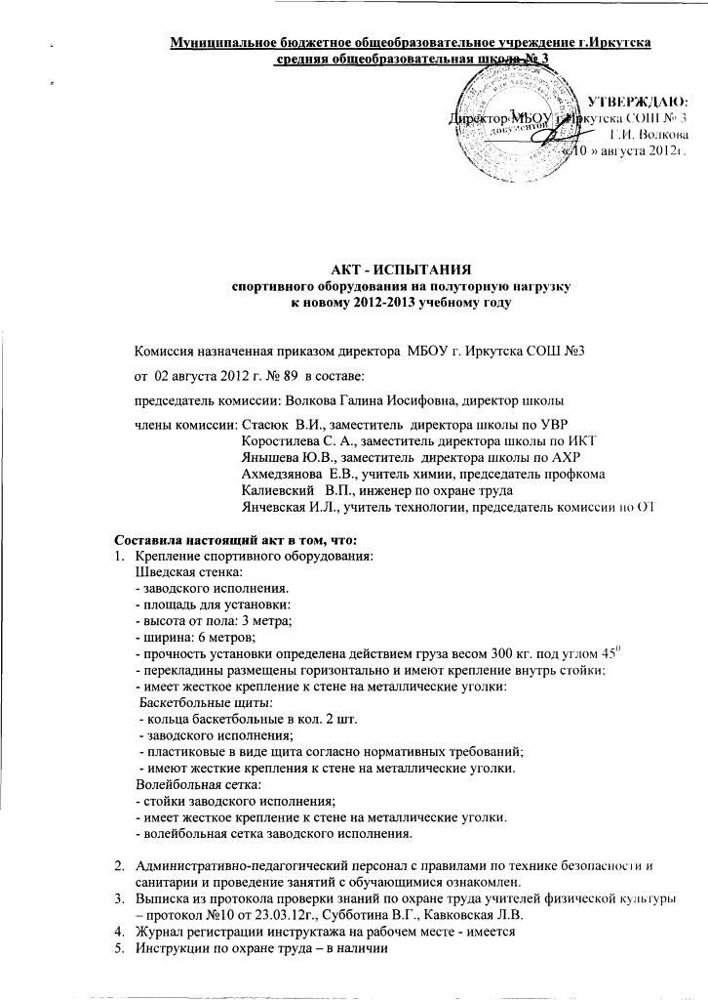 Муниципальное бюджетное общеобразовательное учреждение г.Иркутска
средняя общеобразовательная школа № 3
УТВЕРЖДАЮ:
Директор МБОУ г.Иркутска СОШ № 3
Г.И. Волкова
« 10 » августа 2012г.
документов
АКТ - ИСПЫТАНИЯ
спортивного оборудования на полуторную нагрузку
к новому 2012-2013 учебному году
Комиссия назначенная приказом директора МБОУ г. Иркутска СОШ №3
от 02 августа 2012 г. № 89 в составе:
председатель комиссии: Волкова Галина Иосифовна, директор школы
члены комиссии: Стасюк В.И., заместитель директора школы по УВР
Коростилева С. А., заместитель директора школы по ИКТ
Янышева Ю.В., заместитель директора школы по АХР
Ахмедзянова Е.В., учитель химии, председатель профкома
Калиевский В.П., инженер по охране труда
Янчевская И.Л., учитель технологии, председатель комиссии по ОТ
Составила настоящий акт в том, что:
1. Крепление спортивного оборудования:
Шведская стенка:
- заводского исполнения.
- площадь для установки:
- высота от пола: 3 метра;
- ширина: 6 метров;
- прочность установки определена действием груза весом 300 кг. под углом 45⁰
- перекладины размещены горизонтально и имеют крепление внутрь стойки;
- имеет жесткое крепление к стене на металлические уголки:
Баскетбольные щиты:
- кольца баскетбольные в кол. 2 шт.
- заводского исполнения;
- пластиковые в виде щита согласно нормативных требований;
- имеют жесткие крепления к стене на металлические уголки.
Волейбольная сетка:
- стойки заводского исполнения;
- имеет жесткое крепление к стене на металлические уголки.
- волейбольная сетка заводского исполнения.
2. Административно-педагогический персонал с правилами по технике безопасности и
санитарии и проведение занятий с обучающимися ознакомлен.
3. Выписка из протокола проверки знаний по охране труда учителей физической культуры
– протокол №10 от 23.03.12г., Субботина В.Г., Кавковская Л.В.
4. Журнал регистрации инструктажа на рабочем месте - имеется
5. Инструкции по охране труда – в наличии